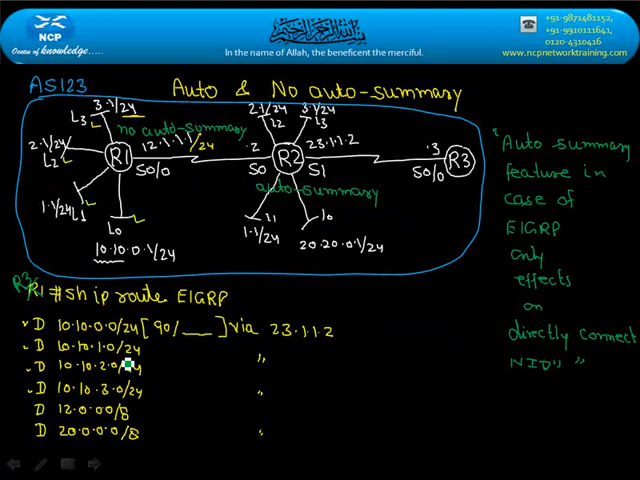 NCP
Ocean of knowledge....
بسم الله الرحمن الرحيم
In the name of Allah, the beneficent the merciful.
+91-9871481152,
+91-9910111641,
0120-4310416
www.ncpnetworktraining.com
AS123
Auto & No auto-summary
3.1/24
L3
L
no auto-summary
2.1/24
L2
L
R1
12.1.1.1/24
S0/0
1.1/24 L1
L
L0
L
10.10.0.1/24
2.1/24
l2
3.1/24
l3
.2
R2
23.1.1.2
S0
S1
auto-summary
l1
1.1/24
l0
20.20.0.1/24
.3
R3
S0/0
Auto summary
feature in
case of
EIGRP
only
effects
on
directly connect
NID" "
R3
R1 #sh ip route EIGRP
D 10.10.0.0/24 [90/___] via 23.1.1.2
D 10.10.1.0/24 "
D 10.10.2.0/
D 10.10.3.0/24 "
D 12.0.0.0/8
D 20.0.0.0/8 "